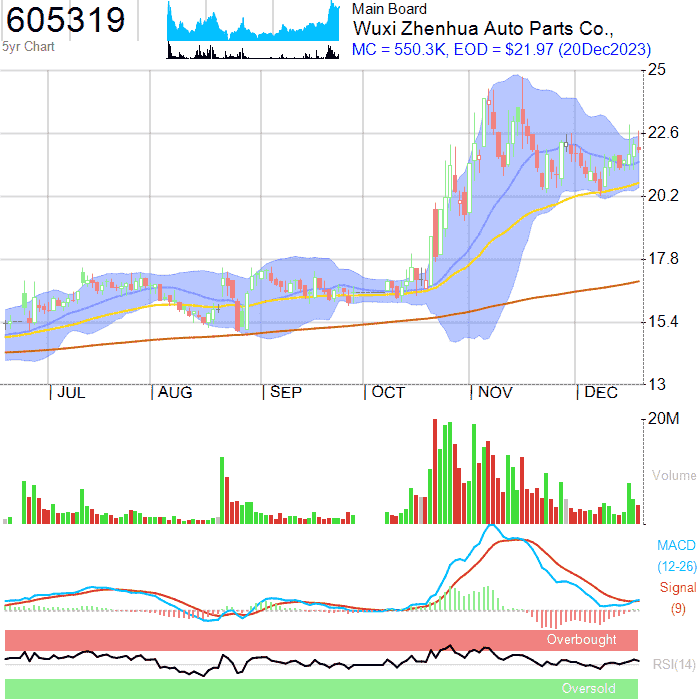 605319
5yr Chart
Main Board
Wuxi Zhenhua Auto Parts Co.,
MC = 550.3K, EOD = $21.97 (20Dec2023)
25
22.6
20.2
17.8
15.4
13
JUL AUG SEP OCT NOV DEC
20M
Volume
MACD
(12-26)
Signal
(9)
Overbought
RSI(14)
Oversold